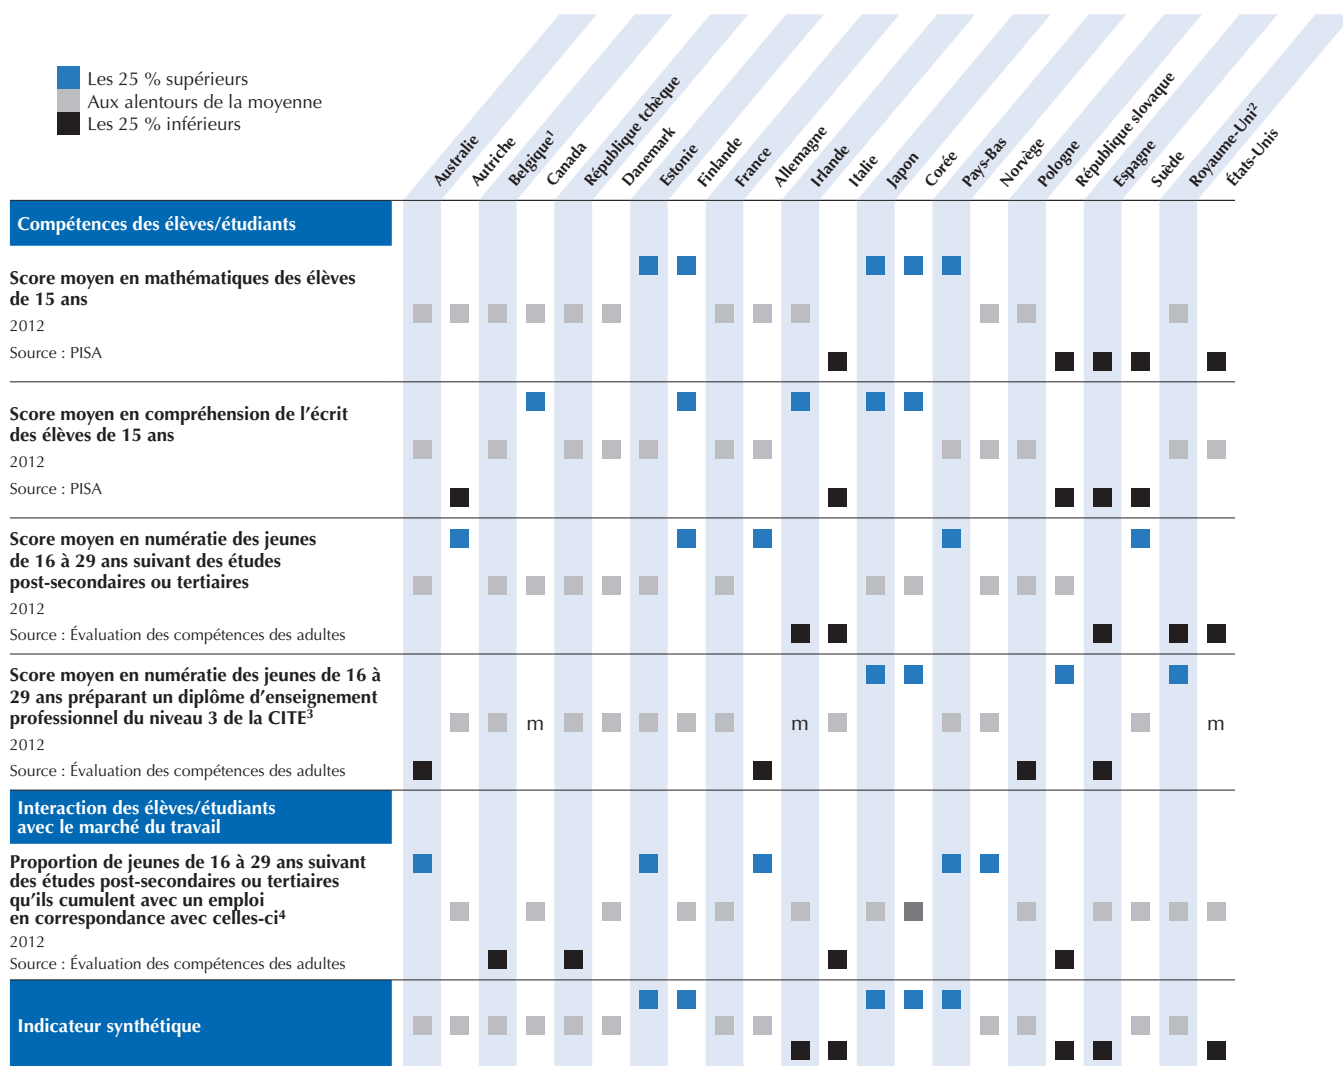 Les 25 % supérieurs
Aux alentours de la moyenne
Les 25 % inférieurs
Australie
Autriche
Belgique¹
Canada
République tchèque
Danemark
Estonie
Finlande
France
Allemagne
Irlande
Italie
Japon
Corée
Pays-Bas
Norvège
Pologne
République slovaque
Espagne
Suède
Royaume-Uni²
États-Unis
Compétences des élèves/étudiants
Score moyen en mathématiques des élèves
de 15 ans
2012
Source : PISA
Score moyen en compréhension de l'écrit
des élèves de 15 ans
2012
Source : PISA
Score moyen en numératie des jeunes
de 16 à 29 ans suivant des études
post-secondaires ou tertiaires
2012
Source : Évaluation des compétences des adultes
Score moyen en numératie des jeunes de 16 à
29 ans préparant un diplôme d'enseignement
professionnel du niveau 3 de la CITE³
m m m
2012
Source : Évaluation des compétences des adultes
Interaction des élèves/étudiants
avec le marché du travail
Proportion de jeunes de 16 à 29 ans suivant
des études post-secondaires ou tertiaires
qu'ils cumulent avec un emploi
en correspondance avec celles-ci⁴
2012
Source : Évaluation des compétences des adultes
Indicateur synthétique